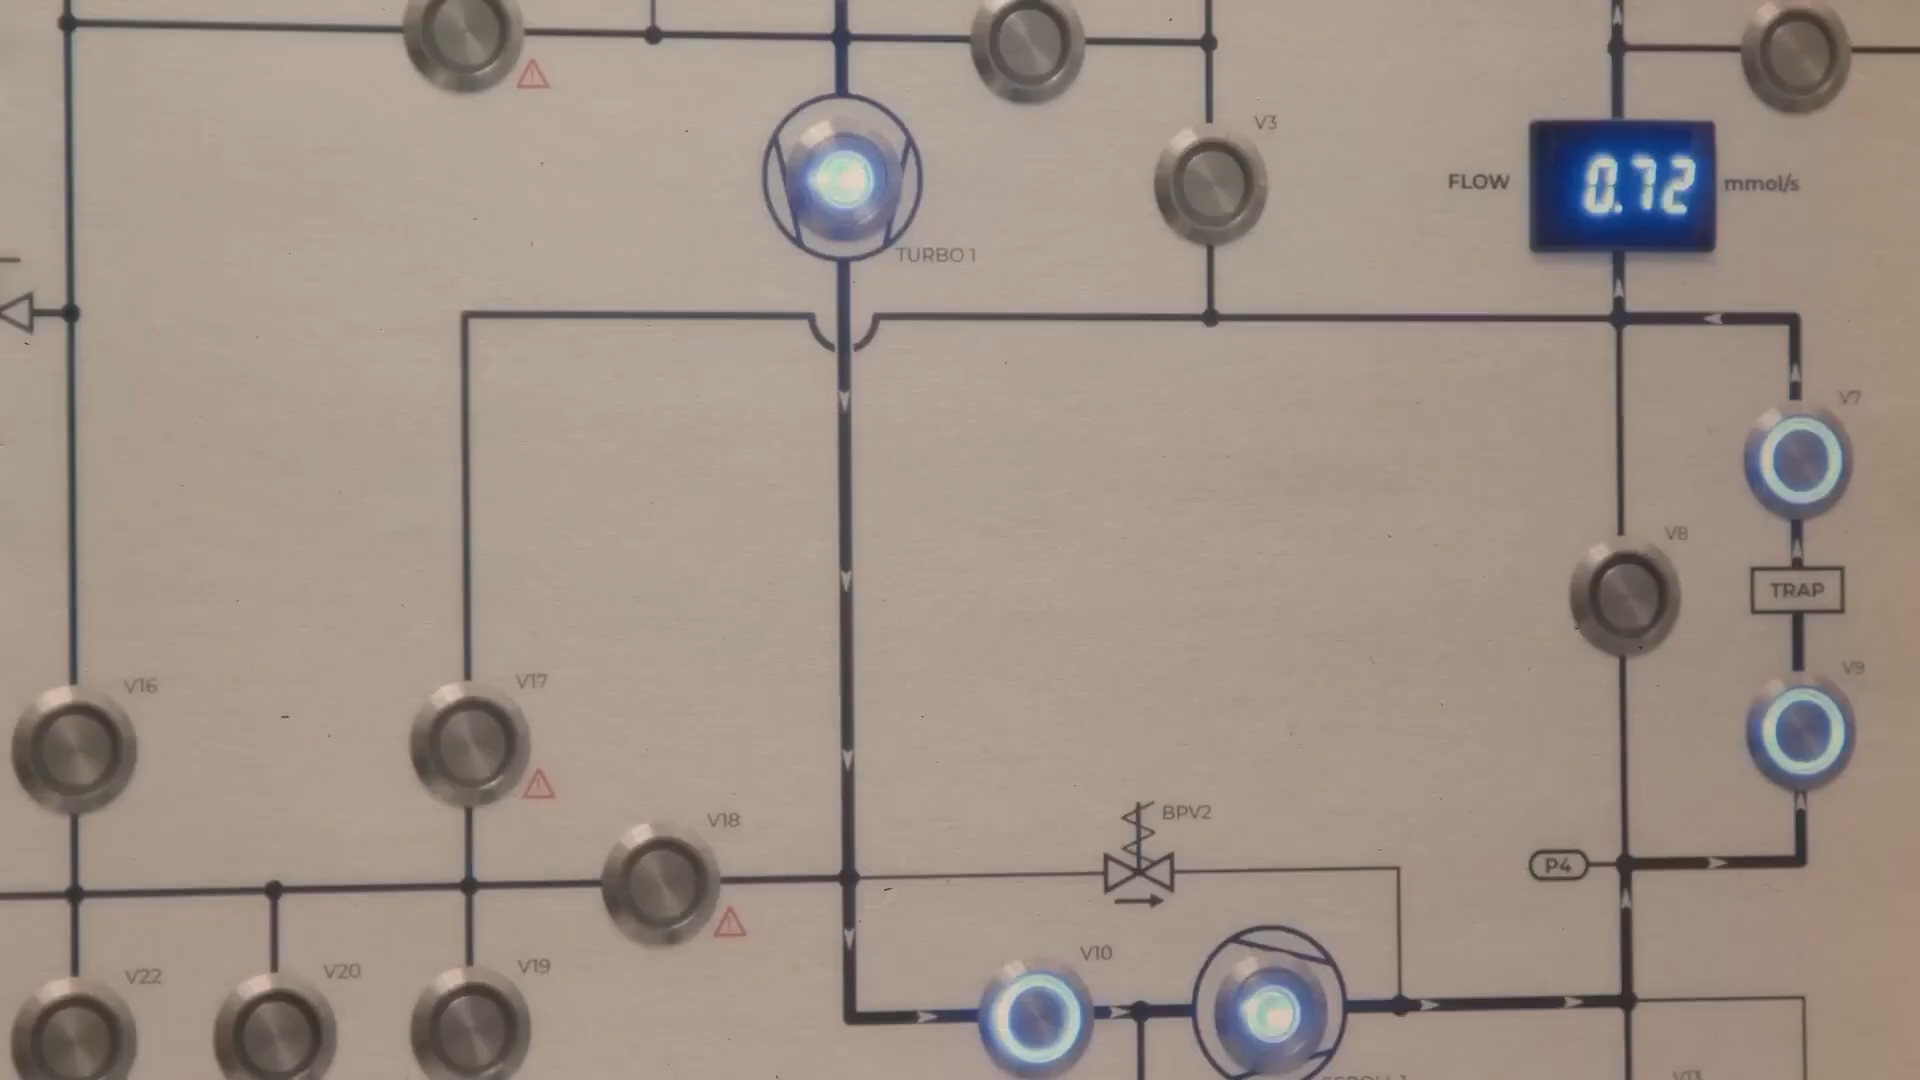 V3
FLOW 0.72 mmol/s
TURBO 1
V7
V8
TRAP
V16
V17
V9
V18
BPV2
P4
V10
V22
V20
V19
V13